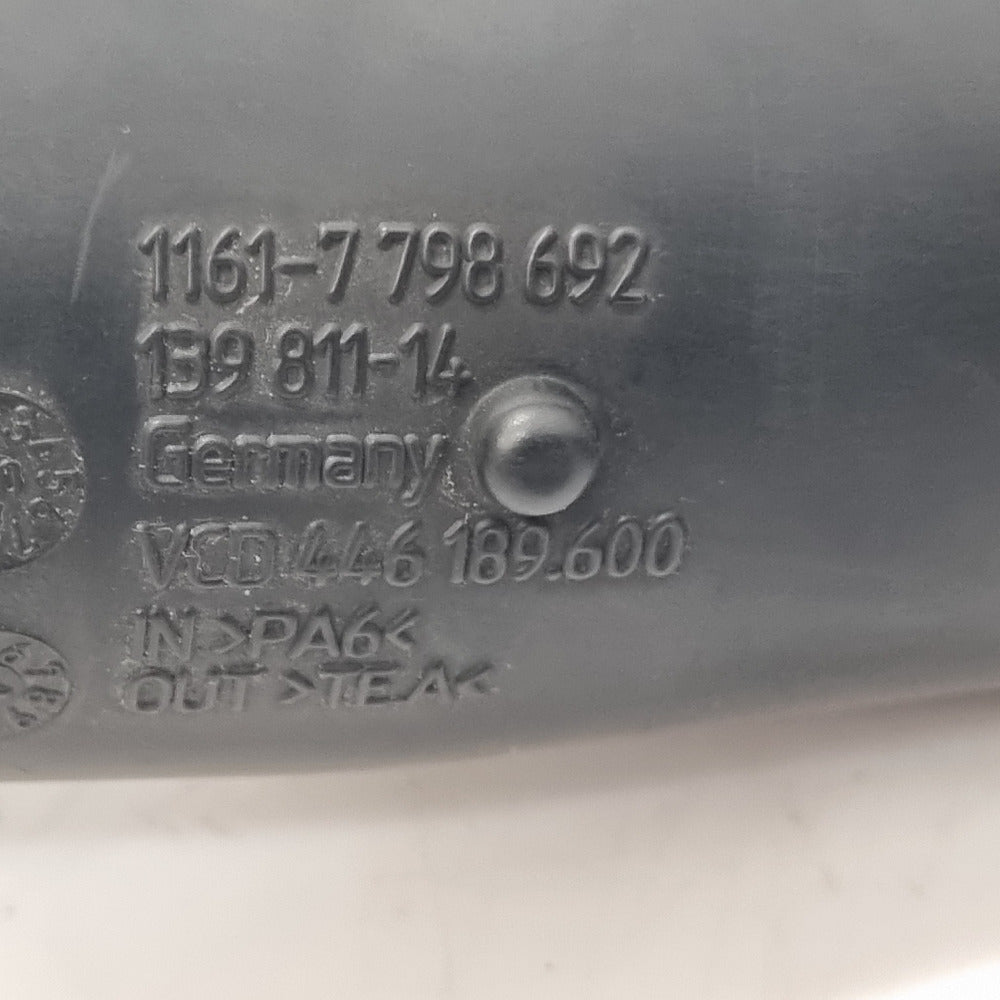 1161-7 798 692
139 811-14
Germany
VCD 446 189.600
IN >PA6<
OUT >TEA<